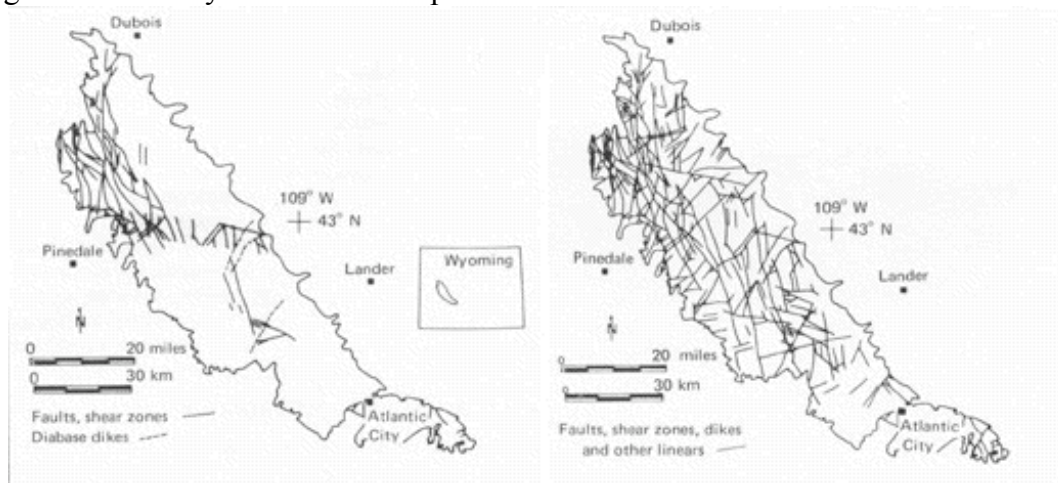 Dubois
109° W
43° N
Pinedale
Lander
Wyoming
N
0 20 miles
0 30 km
Faults, shear zones
Diabase dikes
Atlantic
City
Dubois
109° W
43° N
Pinedale
Lander
N
0 20 miles
0 30 km
Faults, shear zones, dikes
and other linears
Atlantic
City